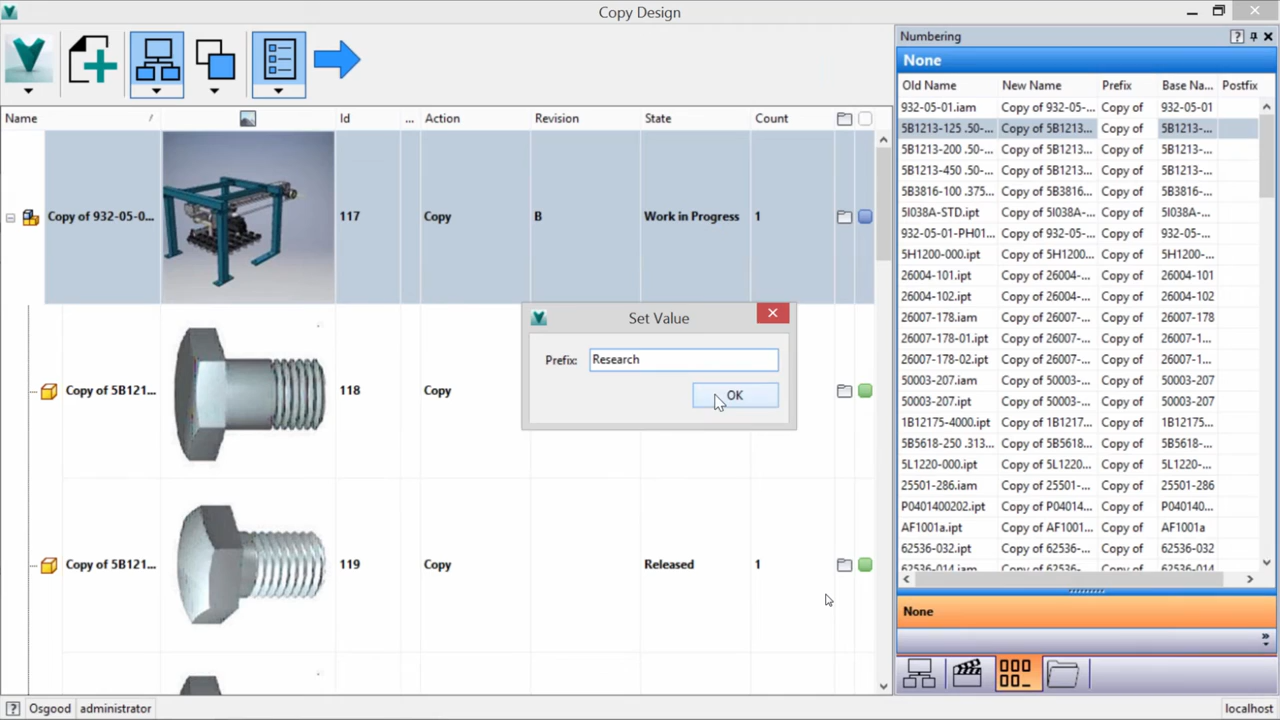 Copy Design
Numbering
None
Old Name New Name Prefix Base Na... Postfix
932-05-01.iam Copy of 932-05-... Copy of 932-05-01
5B1213-125 .50-... Copy of 5B1213... Copy of 5B1213-...
5B1213-200 .50-... Copy of 5B1213... Copy of 5B1213-...
5B1213-450 .50-... Copy of 5B1213... Copy of 5B1213-...
5B3816-100 .375... Copy of 5B3816... Copy of 5B3816-...
5I038A-STD.ipt Copy of 5I038A-... Copy of 5I038A-...
932-05-01-PH01... Copy of 932-05-... Copy of 932-05-...
5H1200-000.ipt Copy of 5H1200-... Copy of 5H1200-...
26004-101.ipt Copy of 26004-... Copy of 26004-101
26004-102.ipt Copy of 26004-... Copy of 26004-102
26007-178.iam Copy of 26007-... Copy of 26007-178
26007-178-01.ipt Copy of 26007-... Copy of 26007-1...
26007-178-02.ipt Copy of 26007-... Copy of 26007-1...
50003-207.iam Copy of 50003-... Copy of 50003-207
50003-207.ipt Copy of 50003-... Copy of 50003-207
1B12175-4000.ipt Copy of 1B1217... Copy of 1B12175...
5B5618-250 .313... Copy of 5B5618... Copy of 5B5618-...
5L1220-000.ipt Copy of 5L1220... Copy of 5L1220-...
25501-286.iam Copy of 25501-... Copy of 25501-286
P0401400202.ipt Copy of P04014... Copy of P040140...
AF1001a.ipt Copy of AF1001... Copy of AF1001a
62536-032.ipt Copy of 62536-... Copy of 62536-032
62536-014.iam Copy of 62536-... Copy of 62536-014
None
Name Id ... Action Revision State Count
Copy of 932-05-0... 117 Copy B Work in Progress 1
Copy of 5B121... 118 Copy
Copy of 5B121... 119 Copy Released 1
Set Value
Prefix: Research
OK
Osgood administrator localhost